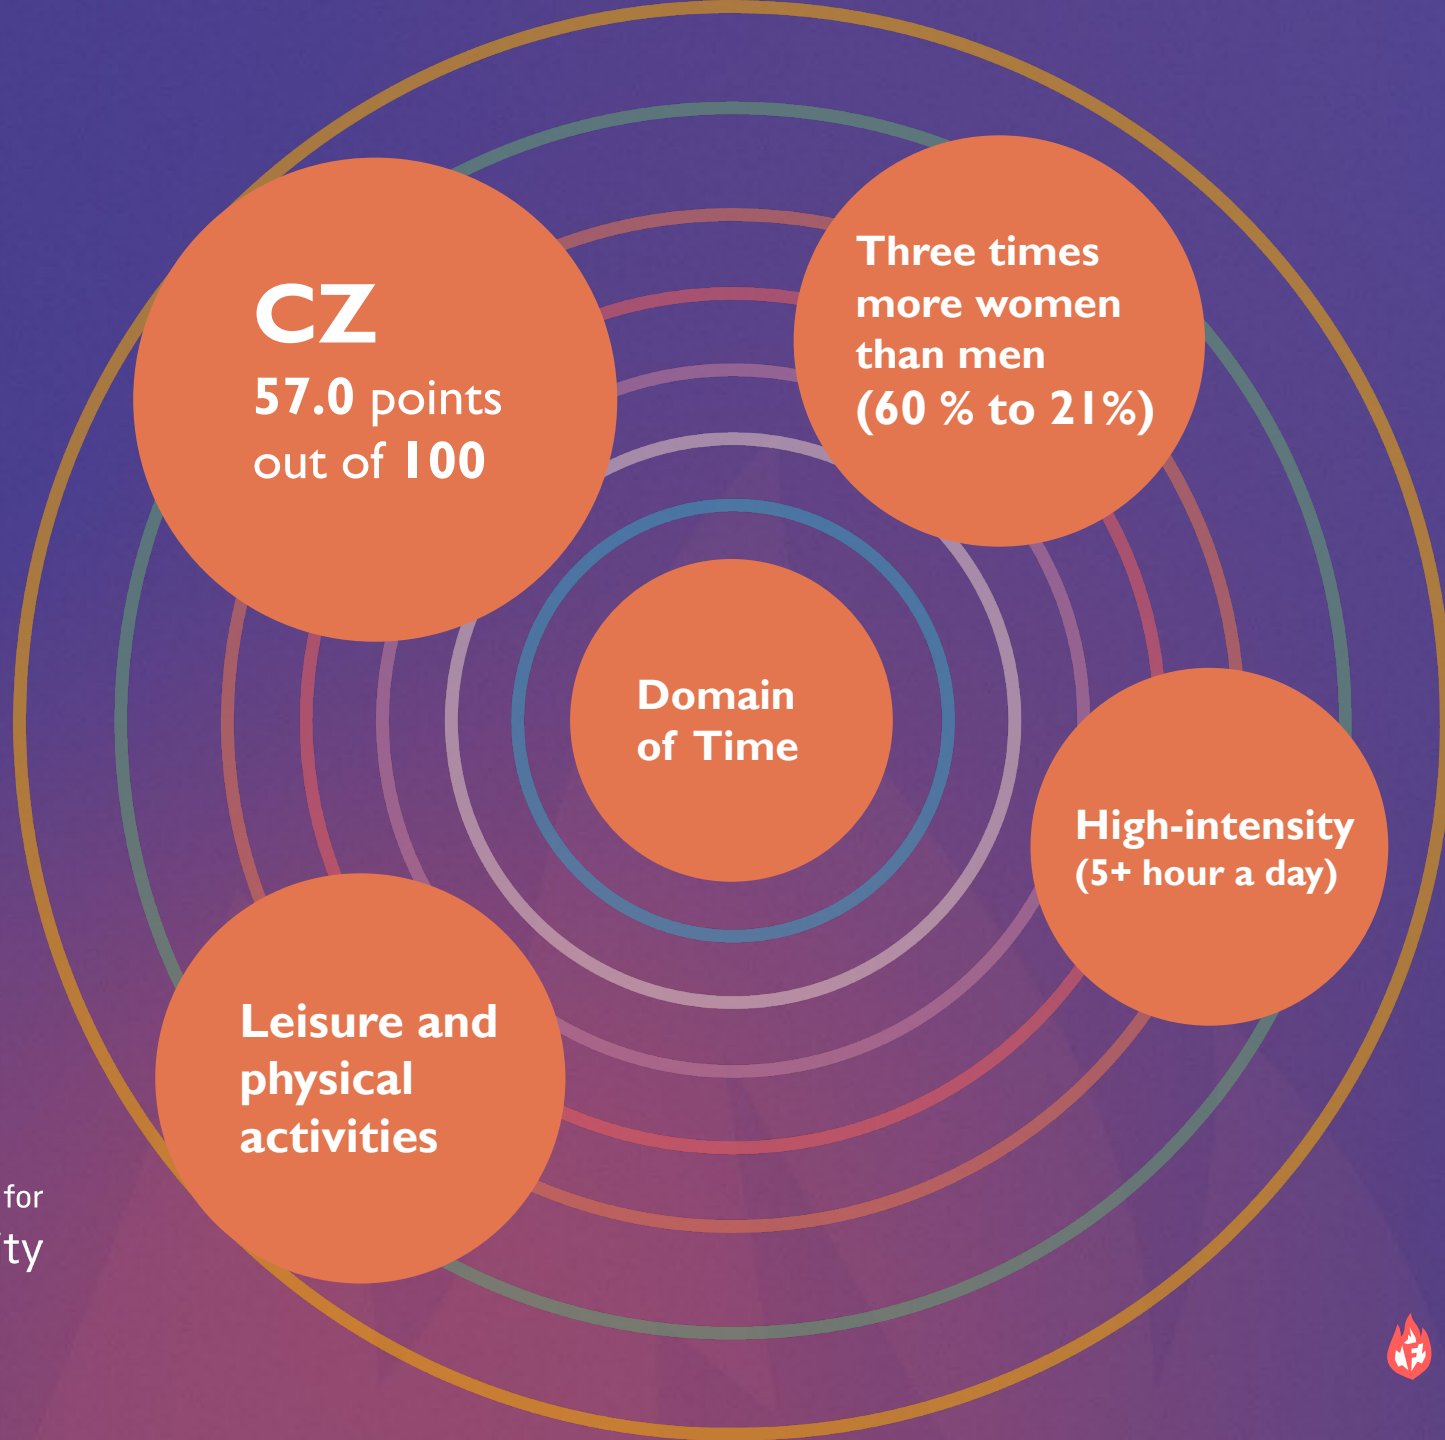 CZ
57.0 points
out of 100
Three times
more women
than men
(60 % to 21%)
Domain
of Time
High-intensity
(5+ hour a day)
Leisure and
physical
activities
for
ity